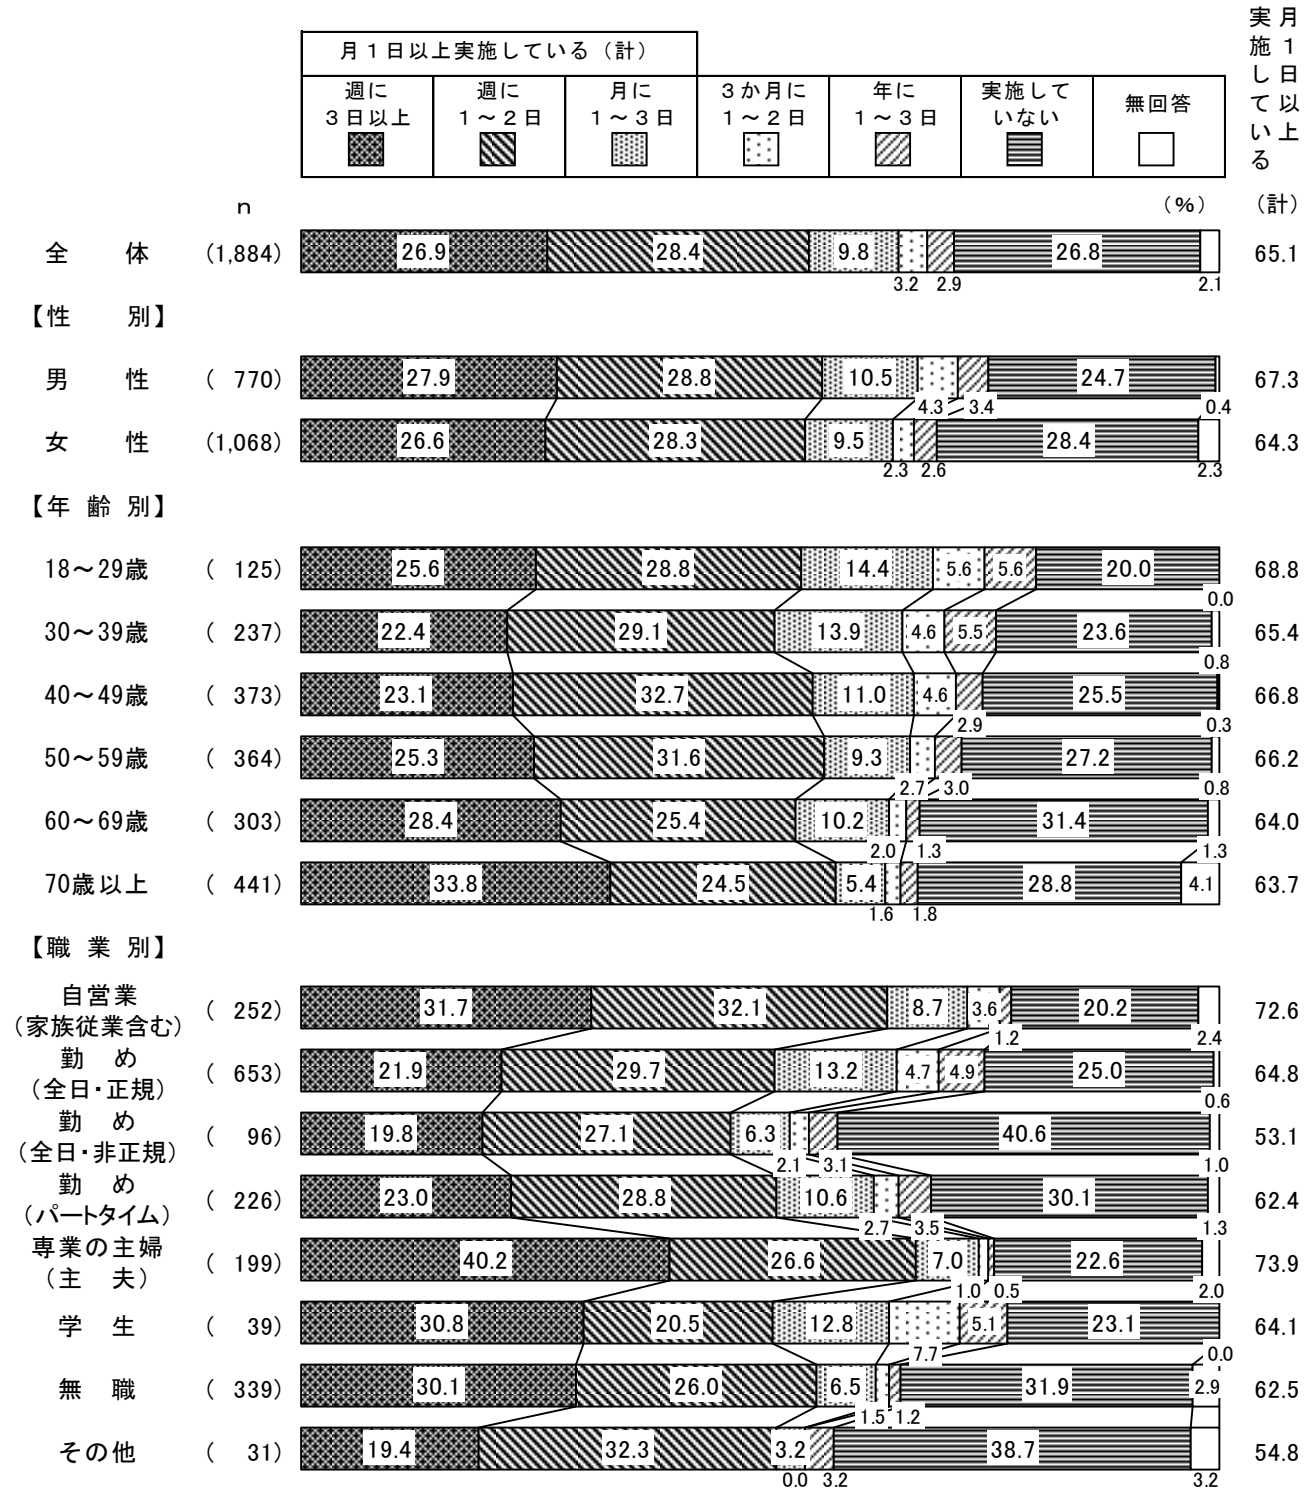 月１日以上実施している（計）
週に
３日以上
週に
１～２日
月に
１～３日
３か月に
１～２日
年に
１～３日
実施して
いない
無回答
月１日以上
実施している
（計）
n
（%）
全　　体 (1,884) 26.9 28.4 9.8 26.8 65.1
3.2 2.9 2.1
【性　　別】
男　　性 ( 770) 27.9 28.8 10.5 24.7 67.3
4.3 3.4 0.4
女　　性 (1,068) 26.6 28.3 9.5 28.4 64.3
2.3 2.6 2.3
【年 齢 別】
18～29歳 ( 125) 25.6 28.8 14.4 5.6 5.6 20.0 68.8
0.0
30～39歳 ( 237) 22.4 29.1 13.9 4.6 5.5 23.6 65.4
0.8
40～49歳 ( 373) 23.1 32.7 11.0 4.6 25.5 66.8
2.9 0.3
50～59歳 ( 364) 25.3 31.6 9.3 27.2 66.2
2.7 3.0 0.8
60～69歳 ( 303) 28.4 25.4 10.2 31.4 64.0
2.0 1.3 1.3
70歳以上 ( 441) 33.8 24.5 5.4 28.8 4.1 63.7
1.6 1.8
【職 業 別】
自営業
（家族従業含む）
( 252) 31.7 32.1 8.7 3.6 20.2 72.6
1.2 2.4
勤　め
（全日・正規）
( 653) 21.9 29.7 13.2 4.7 4.9 25.0 64.8
0.6
勤　め
（全日・非正規）
( 96) 19.8 27.1 6.3 40.6 53.1
2.1 3.1 1.0
勤　め
（パートタイム）
( 226) 23.0 28.8 10.6 30.1 62.4
2.7 3.5 1.3
専業の主婦
（主　夫）
( 199) 40.2 26.6 7.0 22.6 73.9
1.0 0.5 2.0
学　生 ( 39) 30.8 20.5 12.8 5.1 23.1 64.1
7.7 0.0
無　職 ( 339) 30.1 26.0 6.5 31.9 2.9 62.5
1.5 1.2
その他 ( 31) 19.4 32.3 3.2 38.7 54.8
0.0 3.2 3.2